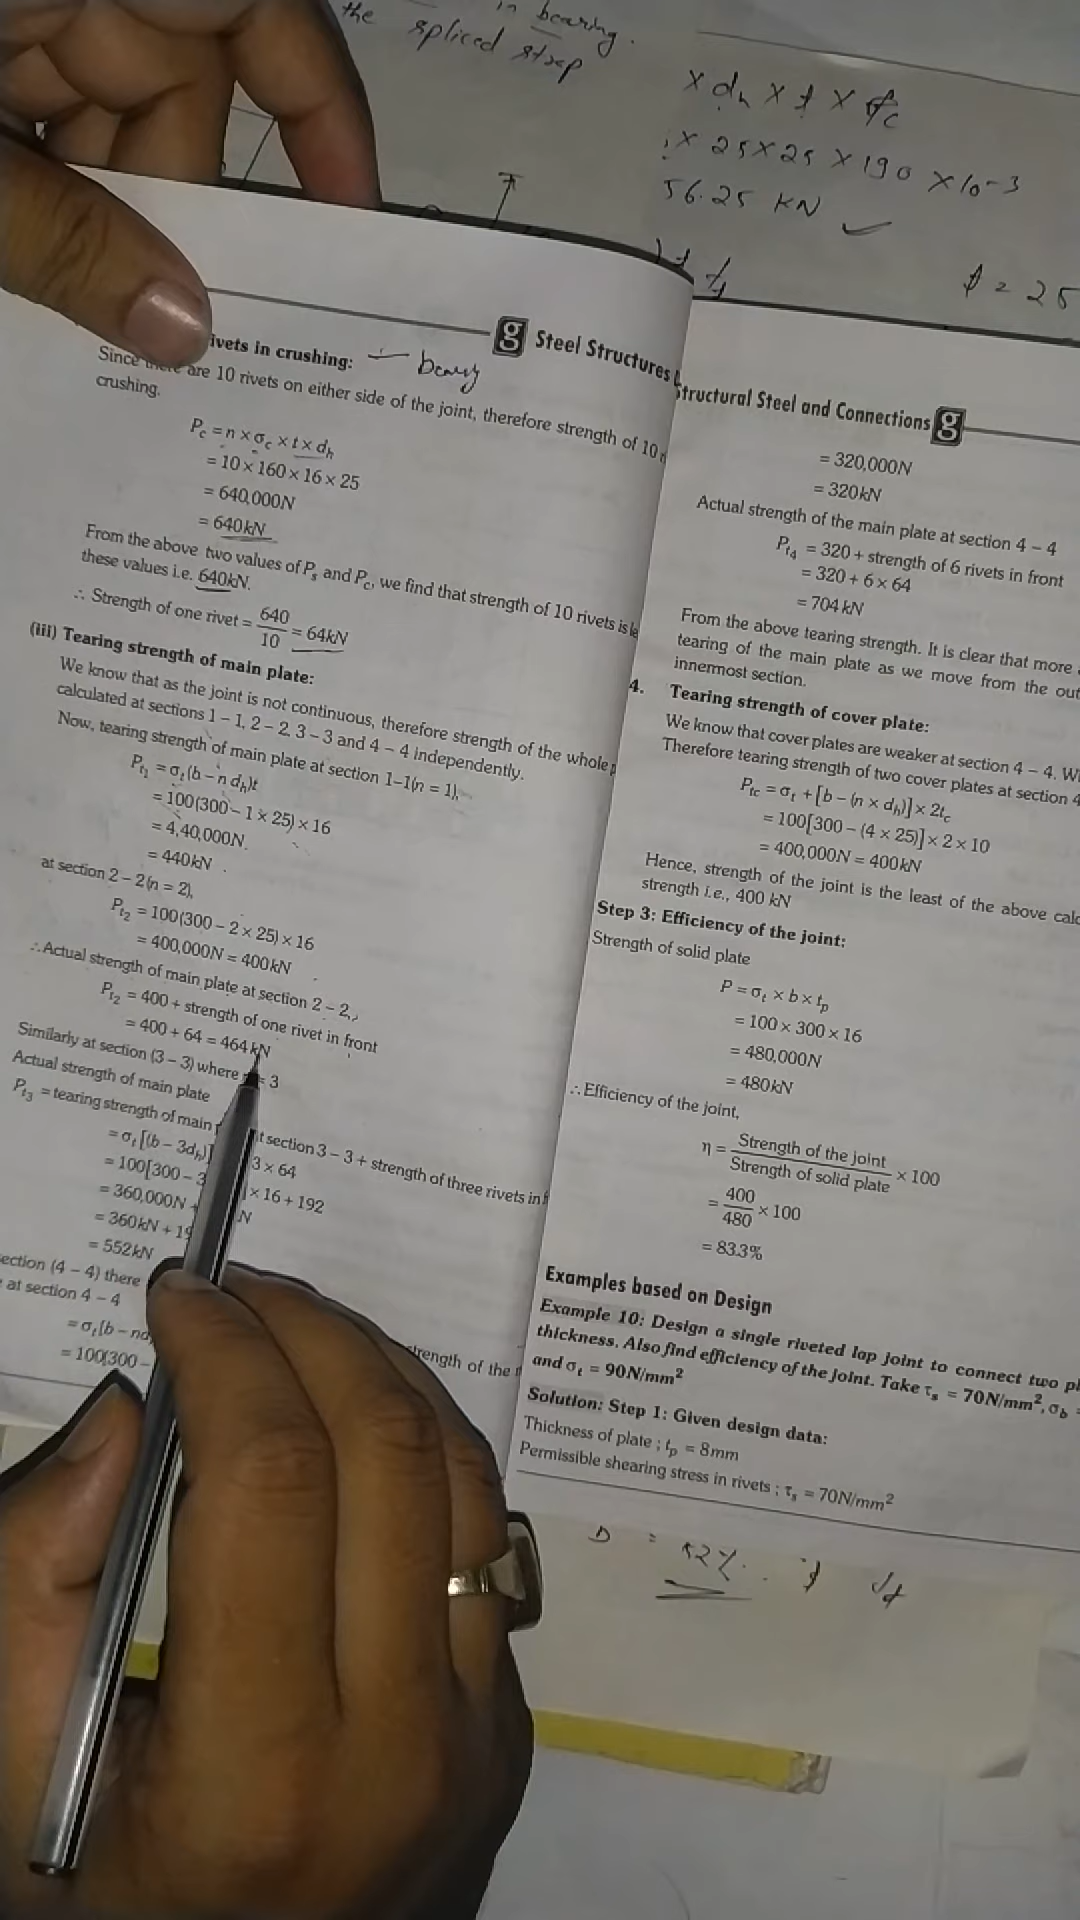 in bearing.
the spliced strap
x dh x t x σc
x 25x25 x 190 x10-3
56.25 KN
= 25
g Steel Structures
ivets in crushing: bearing
Since there are 10 rivets on either side of the joint, therefore strength of 10
crushing.
Pc = n × σc × t × dh
= 10 × 160 × 16 × 25
= 640,000N
= 640kN
From the above two values of Ps and Pc, we find that strength of 10 rivets is
these values i.e. 640kN.
∴ Strength of one rivet = 640/10 = 64kN
(iii) Tearing strength of main plate:
We know that as the joint is not continuous, therefore strength of the whole
calculated at sections 1 – 1, 2 – 2, 3 – 3 and 4 – 4 independently.
Now, tearing strength of main plate at section 1–1(n = 1),
Pt1 = σt(b – n dh)t
= 100(300 – 1 × 25) × 16
= 4,40,000N.
= 440kN
at section 2 – 2(n = 2),
Pt2 = 100(300 – 2 × 25) × 16
= 400,000N = 400kN
∴Actual strength of main plate at section 2 – 2,
Pt2 = 400 + strength of one rivet in front
= 400 + 64 = 464kN
Similarly at section (3 – 3) where = 3
Actual strength of main plate
Pt3 = tearing strength of main t section 3 – 3 + strength of three rivets in
= σt[(b – 3dh) 3 × 64
= 100[300 – 3 × 16 + 192
= 360,000N + N
= 360kN + 19
= 552kN
ection (4 – 4) there
at section 4 – 4
= σt(b – nd trength of the
= 100(300 –
Structural Steel and Connections g
= 320,000N
= 320kN
Actual strength of the main plate at section 4 – 4
Pt4 = 320 + strength of 6 rivets in front
= 320 + 6 × 64
= 704kN
From the above tearing strength. It is clear that more
tearing of the main plate as we move from the out
innermost section.
4. Tearing strength of cover plate:
We know that cover plates are weaker at section 4 – 4. W
Therefore tearing strength of two cover plates at section 4
Ptc = σt + [b – (n × dh)] × 2tc
= 100[300 – (4 × 25)] × 2 × 10
= 400,000N = 400kN
Hence, strength of the joint is the least of the above calc
strength i.e., 400 kN
Step 3: Efficiency of the joint:
Strength of solid plate
P = σt × b × tp
= 100 × 300 × 16
= 480,000N
= 480kN
∴Efficiency of the joint,
η = Strength of the joint/Strength of solid plate × 100
= 400/480 × 100
= 83.3%
Examples based on Design
Example 10: Design a single riveted lap joint to connect two pl
thickness. Also find efficiency of the joint. Take τs = 70N/mm², σb =
and σt = 90N/mm²
Solution: Step 1: Given design data:
Thickness of plate ; tp = 8mm
Permissible shearing stress in rivets ; τs = 70N/mm²